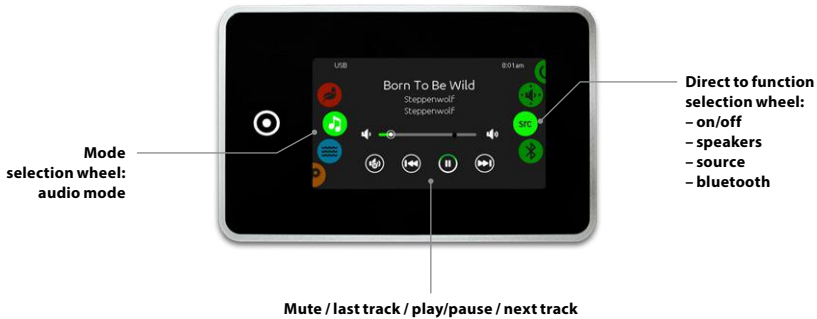 USB
8:01am
Born To Be Wild
Steppenwolf
Steppenwolf
src
Mode
selection wheel:
audio mode
Direct to function
selection wheel:
– on/off
– speakers
– source
– bluetooth
Mute / last track / play/pause / next track